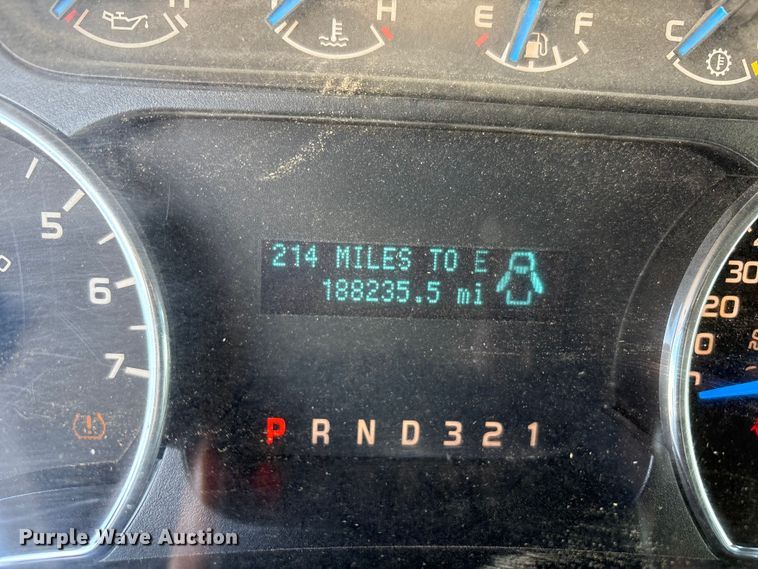 H E F C
5
6
7
214 MILES TO E
188235.5 mi
30
20
P R N D 3 2 1
Purple Wave Auction